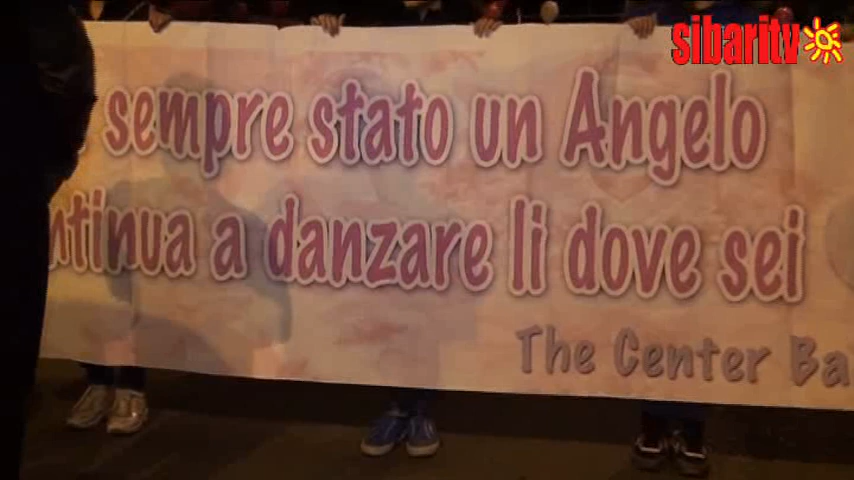 sibaritv
sempre stato un Angelo
ntinua a danzare li dove sei
The Center Ba